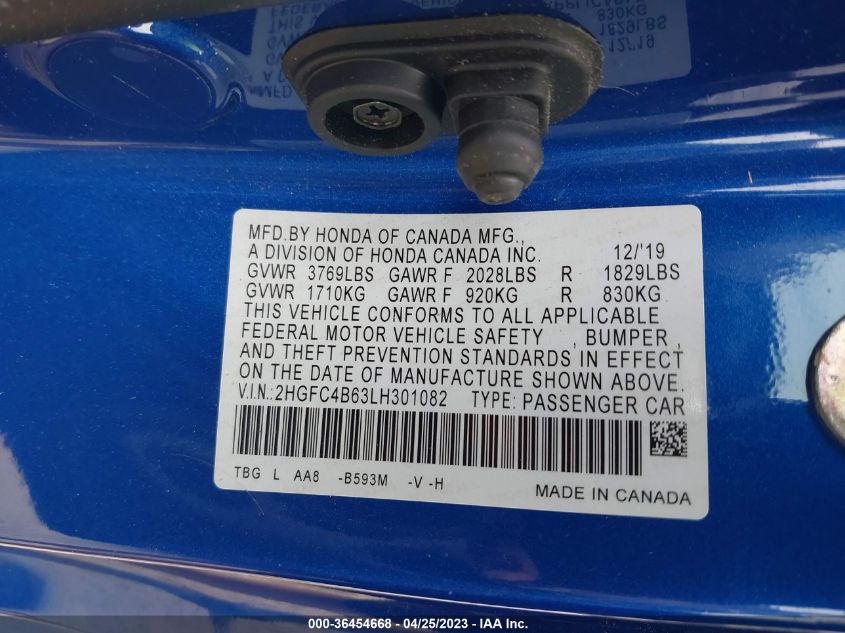 MFD.BY HONDA OF CANADA MFG.,
A DIVISION OF HONDA CANADA INC. 12/'19
GVWR 3769LBS GAWR F 2028LBS R 1829LBS
GVWR 1710KG GAWR F 920KG R 830KG
THIS VEHICLE CONFORMS TO ALL APPLICABLE
FEDERAL MOTOR VEHICLE SAFETY , BUMPER ,
AND THEFT PREVENTION STANDARDS IN EFFECT
ON THE DATE OF MANUFACTURE SHOWN ABOVE.
V.I.N.:2HGFC4B63LH301082 TYPE: PASSENGER CAR
TBG L AA8 -B593M -V -H
MADE IN CANADA
000-36454668 - 04/25/2023 - IAA Inc.